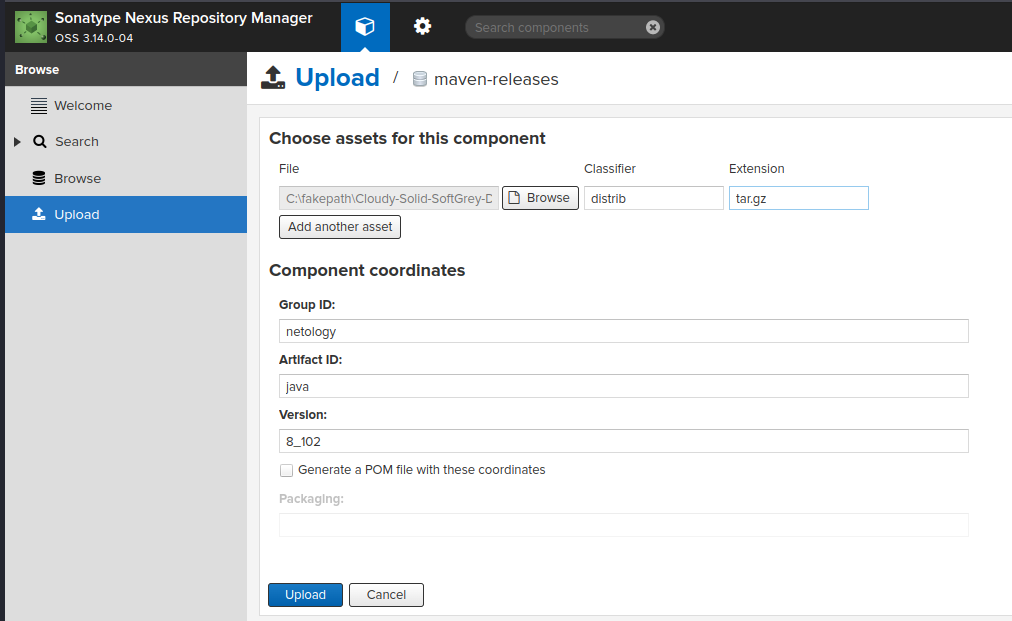 Sonatype Nexus Repository Manager
OSS 3.14.0-04
Search components
Browse
Welcome
Search
Browse
Upload
Upload / maven-releases
Choose assets for this component
File Classifier Extension
C:\fakepath\Cloudy-Solid-SoftGrey-D Browse distrib tar.gz
Add another asset
Component coordinates
Group ID:
netology
Artifact ID:
java
Version:
8_102
Generate a POM file with these coordinates
Packaging:
Upload Cancel